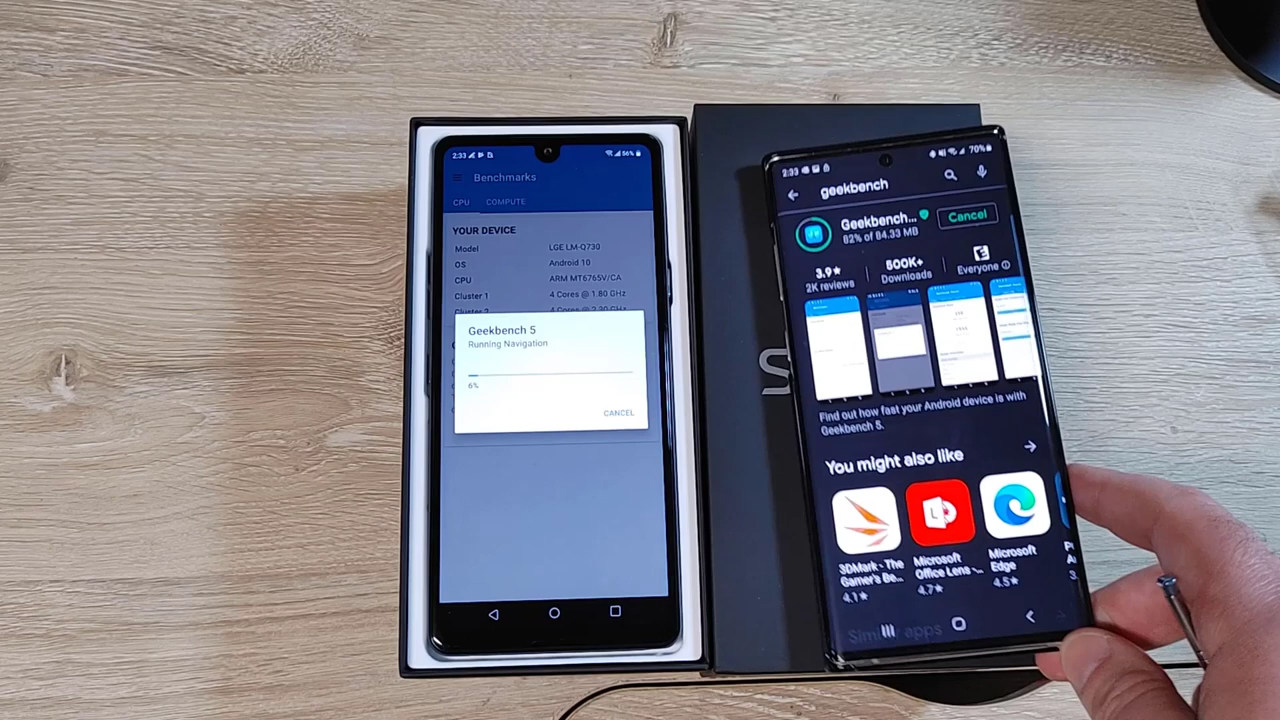 2:33
56%
Benchmarks
CPU COMPUTE
YOUR DEVICE
Model LGE LM-Q730
OS Android 10
CPU ARM MT6765V/CA
Cluster 1 4 Cores @ 1.80 GHz
Geekbench 5
Running Navigation
6%
CANCEL
S
2:33
70%
geekbench
Geekbench...
82% of 84.33 MB
Cancel
3.9★
2K reviews
500K+
Downloads
E
Everyone
Find out how fast your Android device is with
Geekbench 5.
You might also like
L
3DMark - The
Gamer's Be...
4.1★
Microsoft
Office Lens -...
4.7★
Microsoft
Edge
4.5★